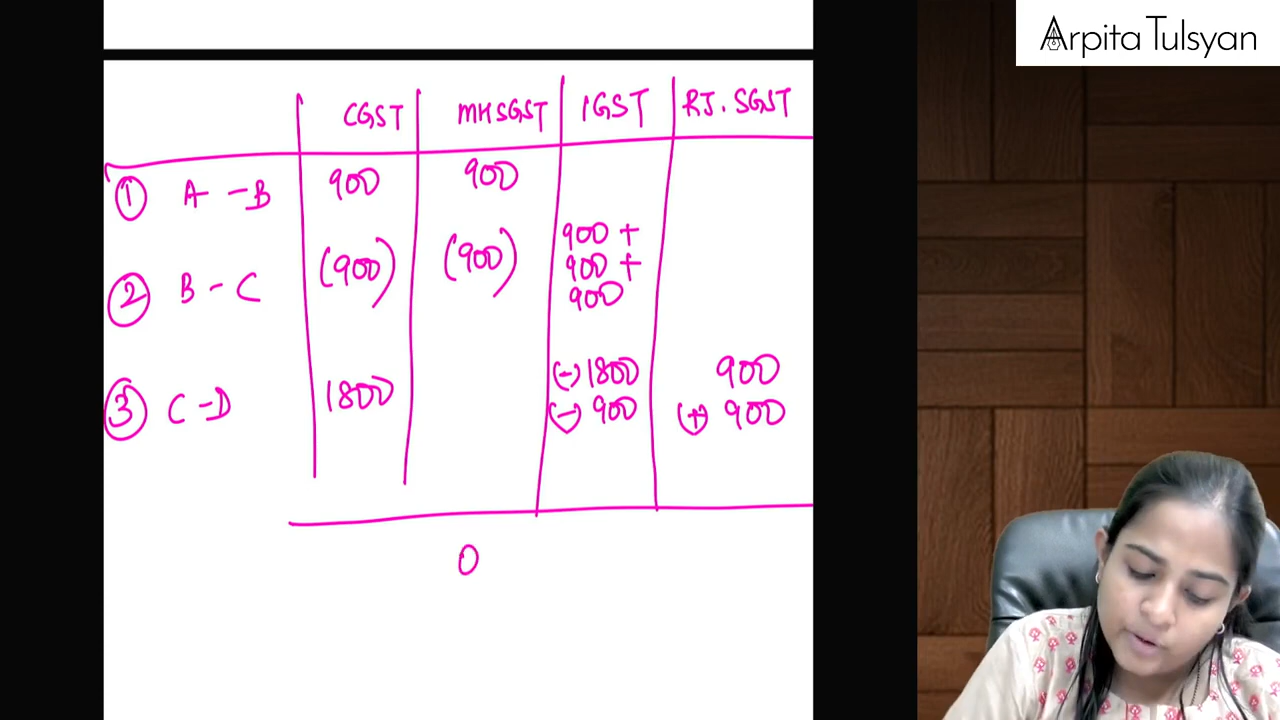 Arpita Tulsyan
CGST MHSGST IGST RJ. SGST
① A - B 900 900
② B - C (900) (900) 900 +
900 +
900
③ C - D 1800 (-) 1800 900
(-) 900 (+) 900
0